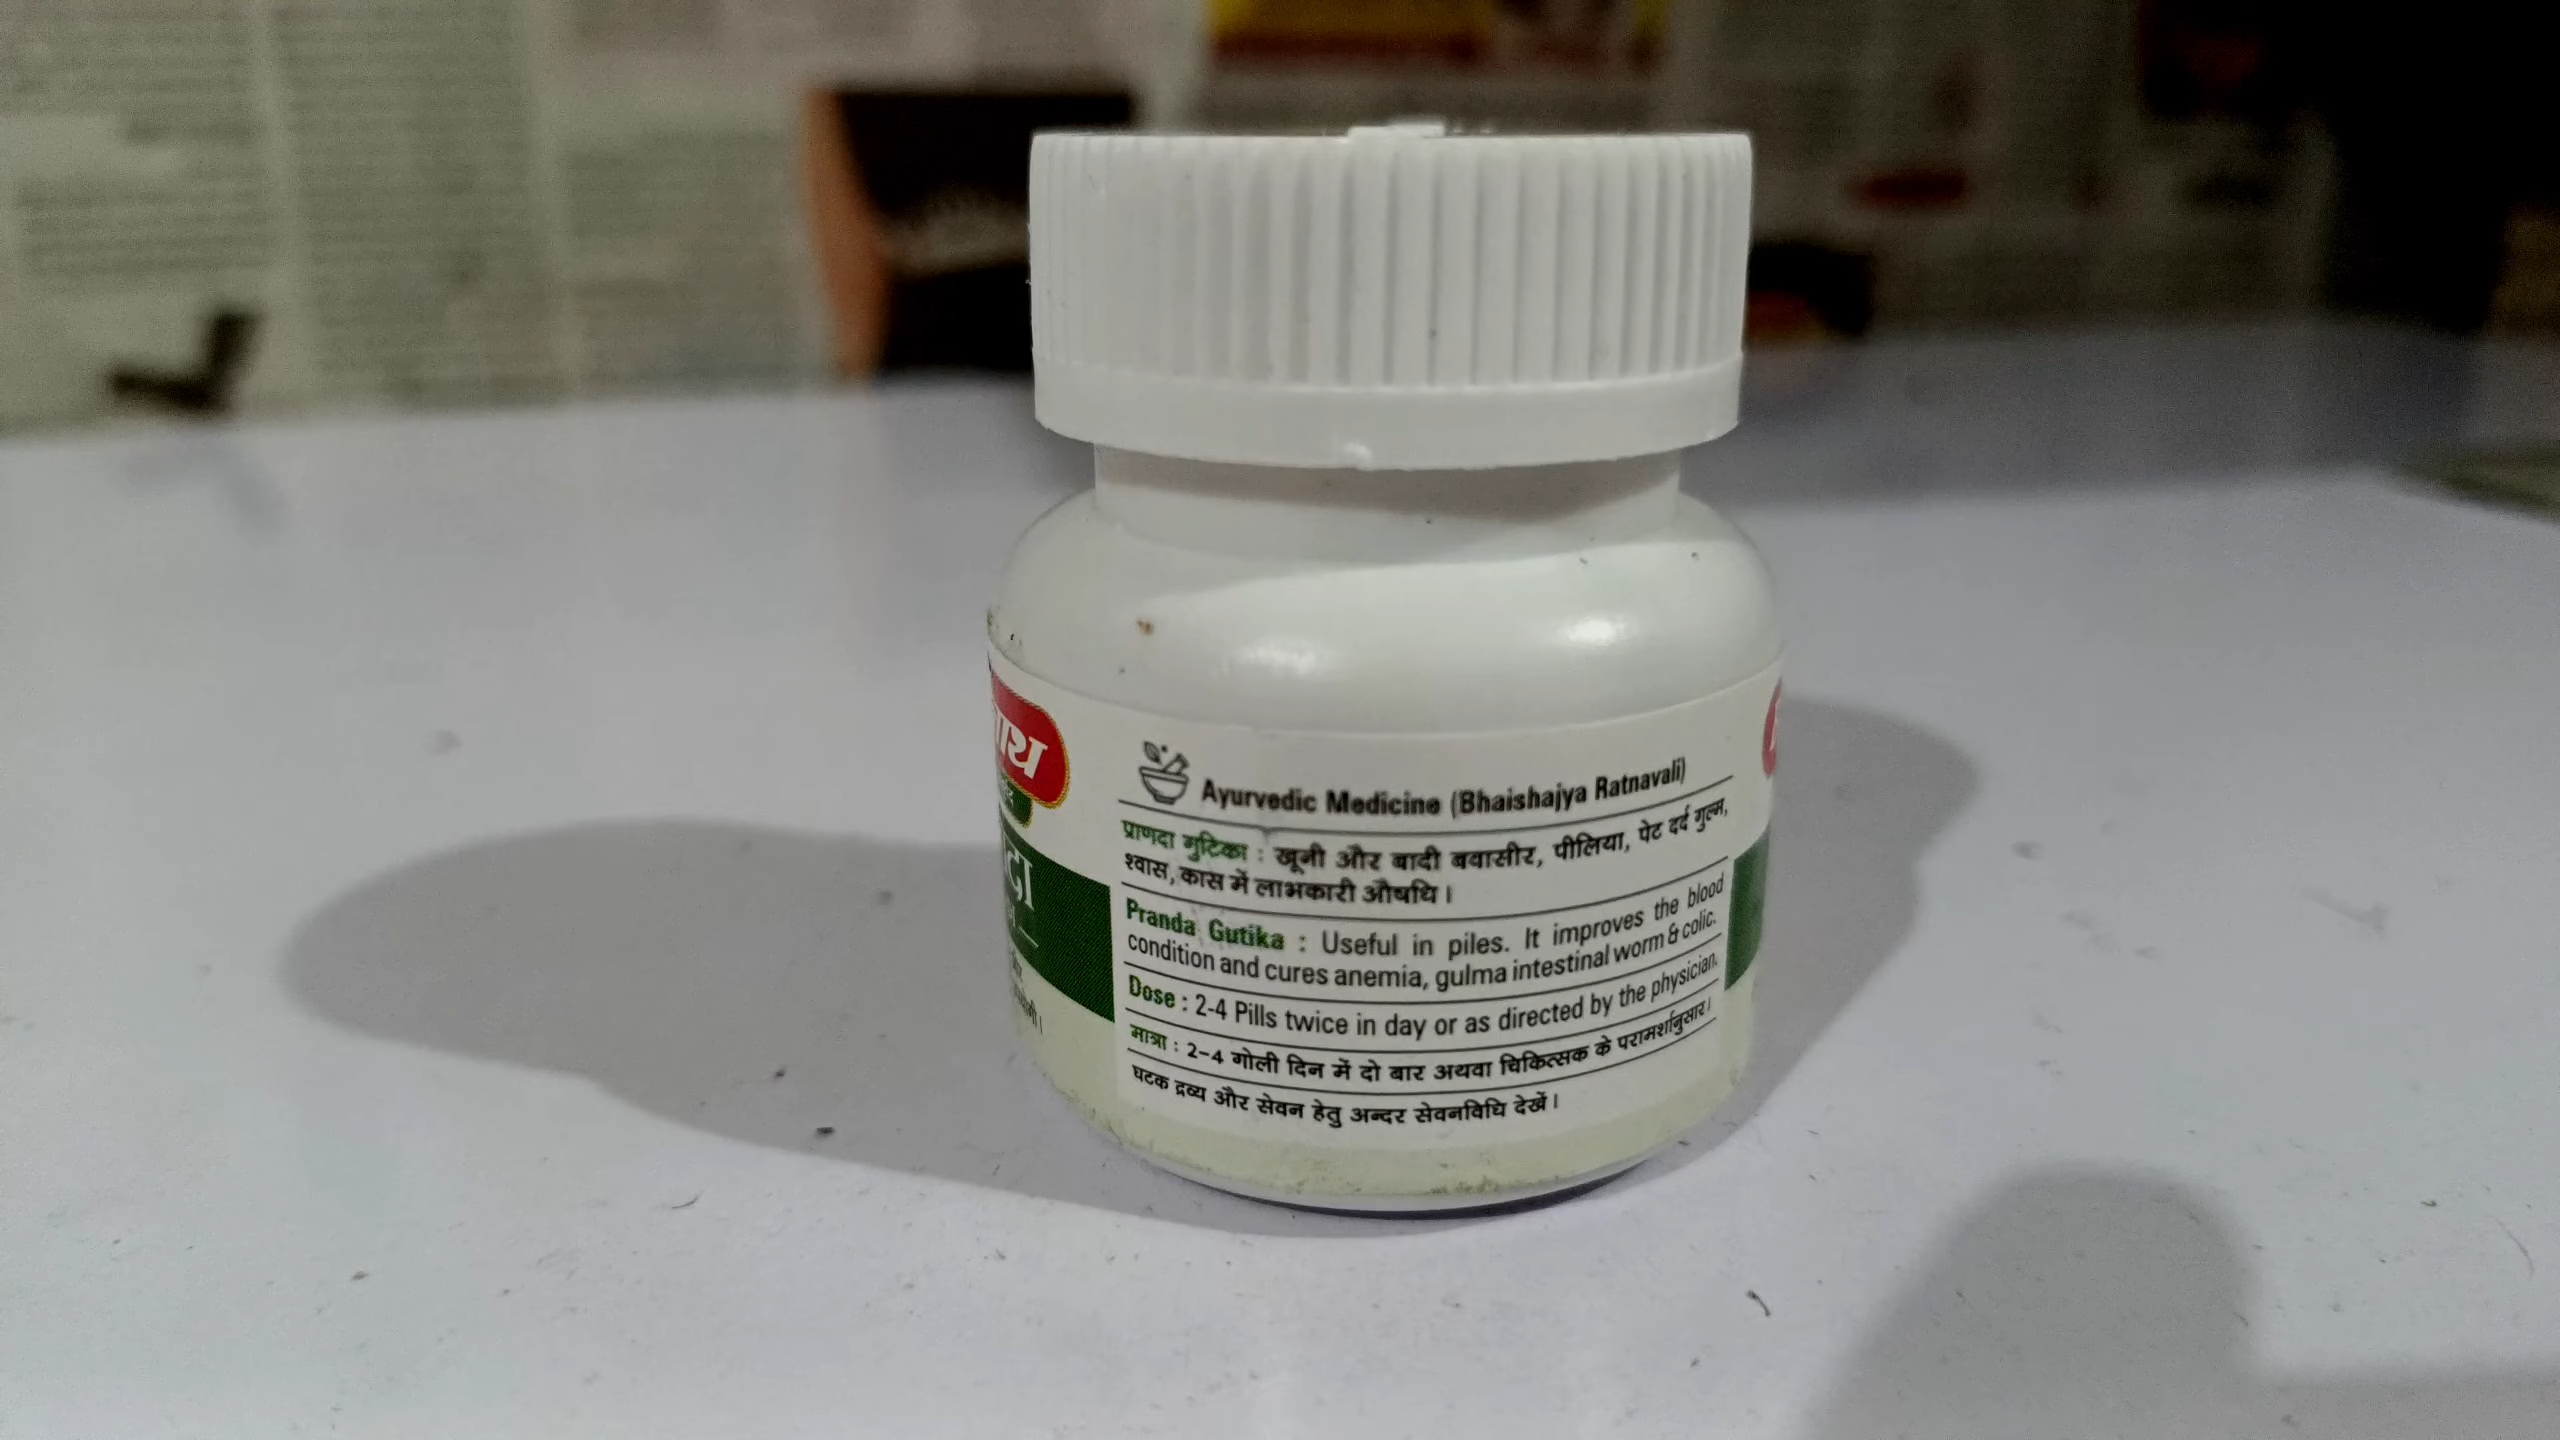 Ayurvedic Medicine (Bhaishajya Ratnavali)
प्राणदा गुटिका : खूनी और बादी बवासीर, पीलिया, पेट दर्द गुल्म,
श्वास, कास में लाभकारी औषधि।
Pranda Gutika : Useful in piles. It improves the blood
condition and cures anemia, gulma intestinal worm & colic.
Dose : 2-4 Pills twice in day or as directed by the physician.
मात्रा : 2-4 गोली दिन में दो बार अथवा चिकित्सक के परामर्शानुसार।
घटक द्रव्य और सेवन हेतु अन्दर सेवनविधि देखें।